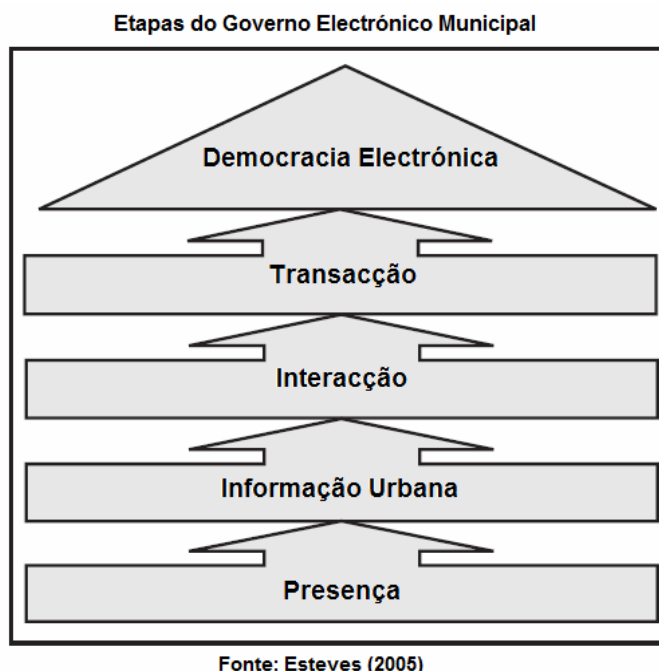 Etapas do Governo Electrónico Municipal
Democracia Electrónica
Transacção
Interacção
Informação Urbana
Presença
Fonte: Esteves (2005)